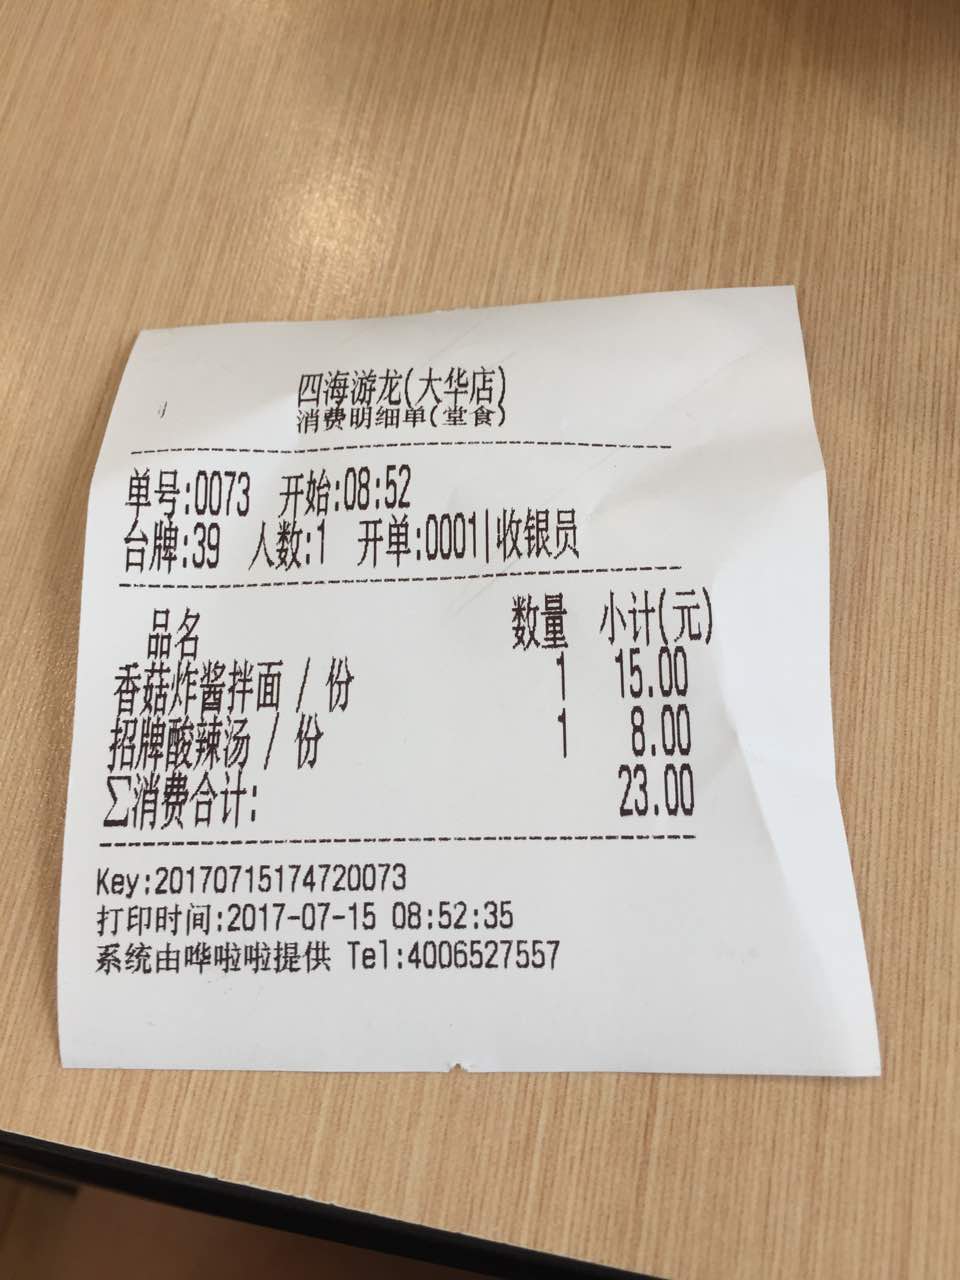 四海游龙(大华店)
消费明细单(堂食)
单号:0073 开始:08:52
台牌:39 人数:1 开单:0001|收银员
品名 数量 小计(元)
香菇炸酱拌面 / 份 1 15.00
招牌酸辣汤 / 份 1 8.00
∑消费合计: 23.00
Key:20170715174720073
打印时间:2017-07-15 08:52:35
系统由哗啦啦提供 Tel:4006527557